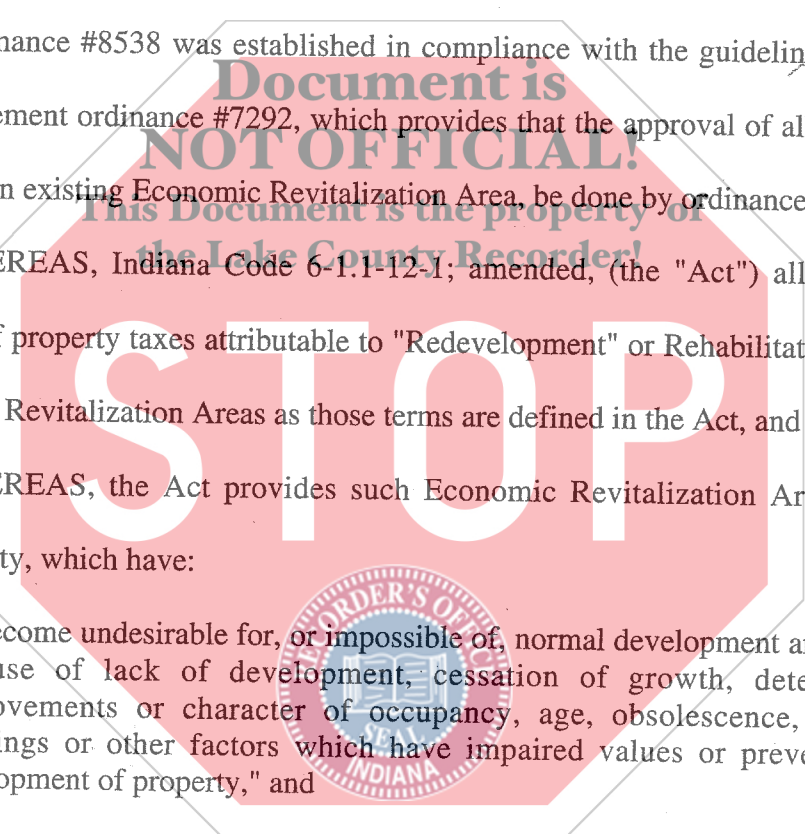 nance #8538 was established in compliance with the guidelin
Document is
ement ordinance #7292, which provides that the approval of al
NOT OFFICIAL!
n existing Economic Revitalization Area, be done by ordinance
This Document is the property of
EREAS, Indiana Code 6-1.1-12-1; amended, (the "Act") all
the Lake County Recorder!
f property taxes attributable to "Redevelopment" or Rehabilitat
Revitalization Areas as those terms are defined in the Act, and
STOP
EREAS, the Act provides such Economic Revitalization Ar
ty, which have:
RECORDER'S OFFICE
ecome undesirable for, or impossible of, normal development a
use of lack of development, cessation of growth, dete
ovements or character of occupancy, age, obsolescence,
SEAL
ings or other factors which have impaired values or preve
INDIANA
opment of property," and